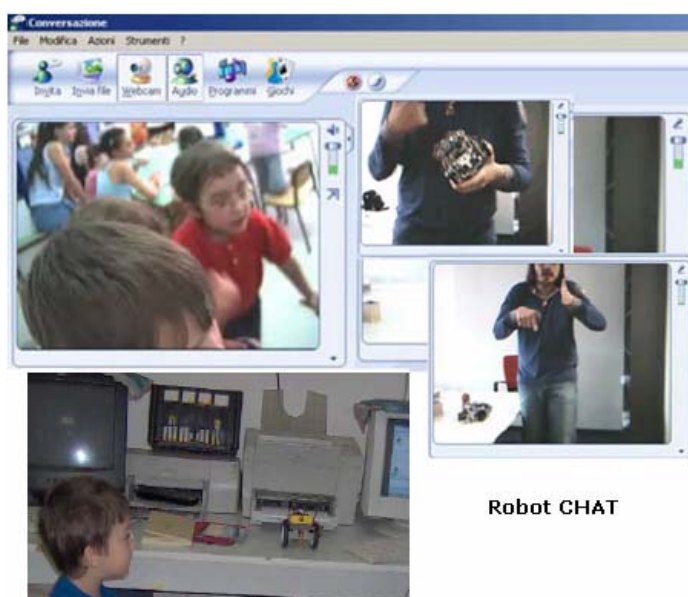 Conversazione
File Modifica Azioni Strumenti ?
Invita Invia file Webcam Audio Programmi Giochi
Robot CHAT